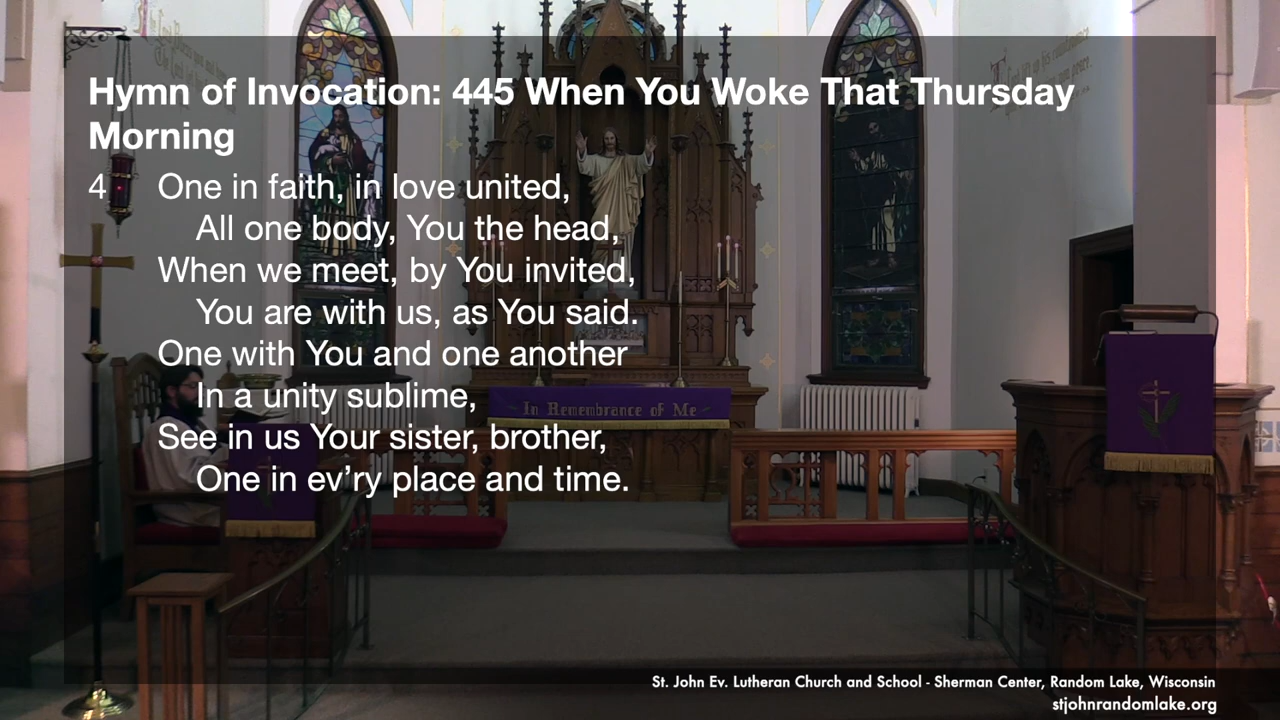 Hymn of Invocation: 445 When You Woke That Thursday
Morning
4 One in faith, in love united,
All one body, You the head,
When we meet, by You invited,
You are with us, as You said.
One with You and one another
In a unity sublime,
See in us Your sister, brother,
One in ev’ry place and time.
In Remembrance of Me
St. John Ev. Lutheran Church and School - Sherman Center, Random Lake, Wisconsin
stjohnrandomlake.org